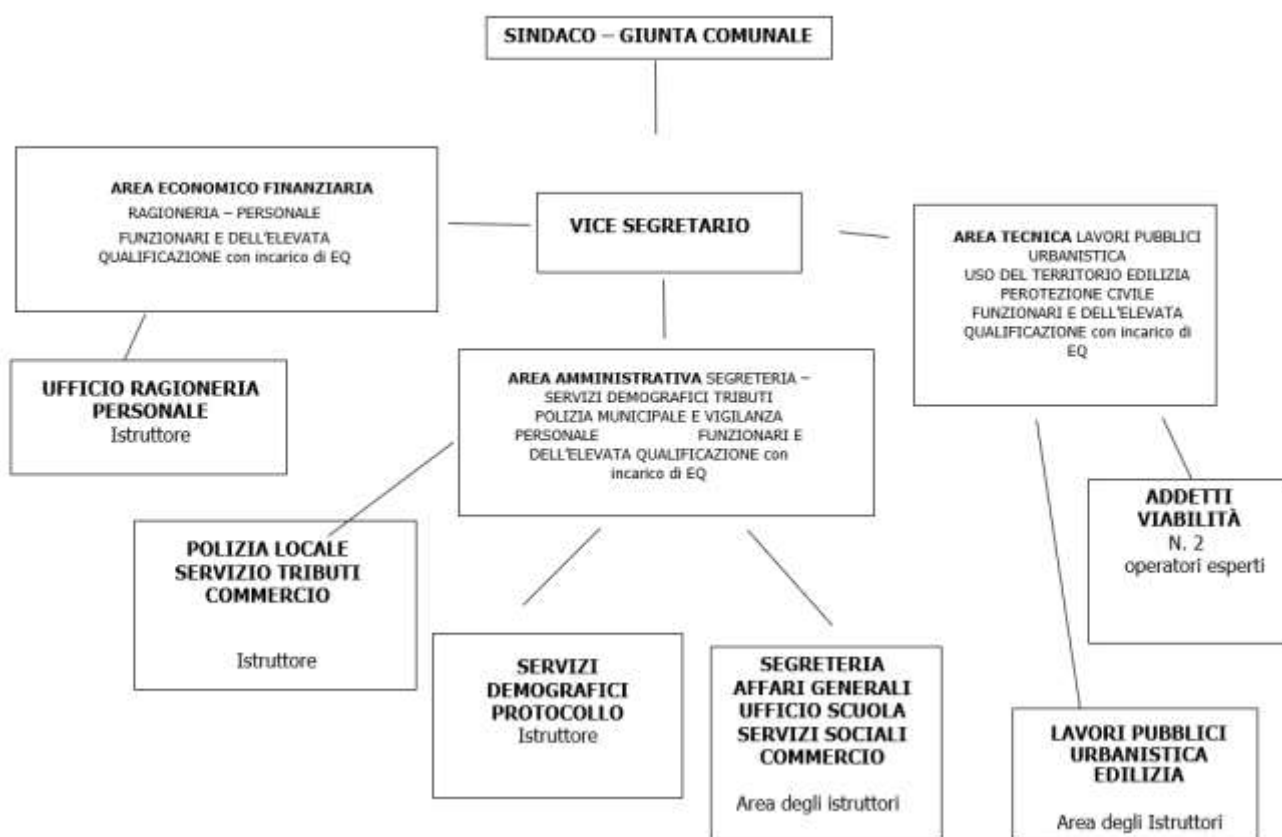 SINDACO – GIUNTA COMUNALE
AREA ECONOMICO FINANZIARIA
RAGIONERIA – PERSONALE
FUNZIONARI E DELL'ELEVATA
QUALIFICAZIONE con incarico di EQ
VICE SEGRETARIO
AREA TECNICA LAVORI PUBBLICI
URBANISTICA
USO DEL TERRITORIO EDILIZIA
PEROTEZIONE CIVILE
FUNZIONARI E DELL'ELEVATA
QUALIFICAZIONE con incarico di
EQ
UFFICIO RAGIONERIA
PERSONALE
Istruttore
AREA AMMINISTRATIVA SEGRETERIA –
SERVIZI DEMOGRAFICI TRIBUTI
POLIZIA MUNICIPALE E VIGILANZA
PERSONALE FUNZIONARI E
DELL'ELEVATA QUALIFICAZIONE con
incarico di EQ
ADDETTI
VIABILITÀ
N. 2
operatori esperti
POLIZIA LOCALE
SERVIZIO TRIBUTI
COMMERCIO
Istruttore
SERVIZI
DEMOGRAFICI
PROTOCOLLO
Istruttore
SEGRETERIA
AFFARI GENERALI
UFFICIO SCUOLA
SERVIZI SOCIALI
COMMERCIO
Area degli istruttori
LAVORI PUBBLICI
URBANISTICA
EDILIZIA
Area degli Istruttori